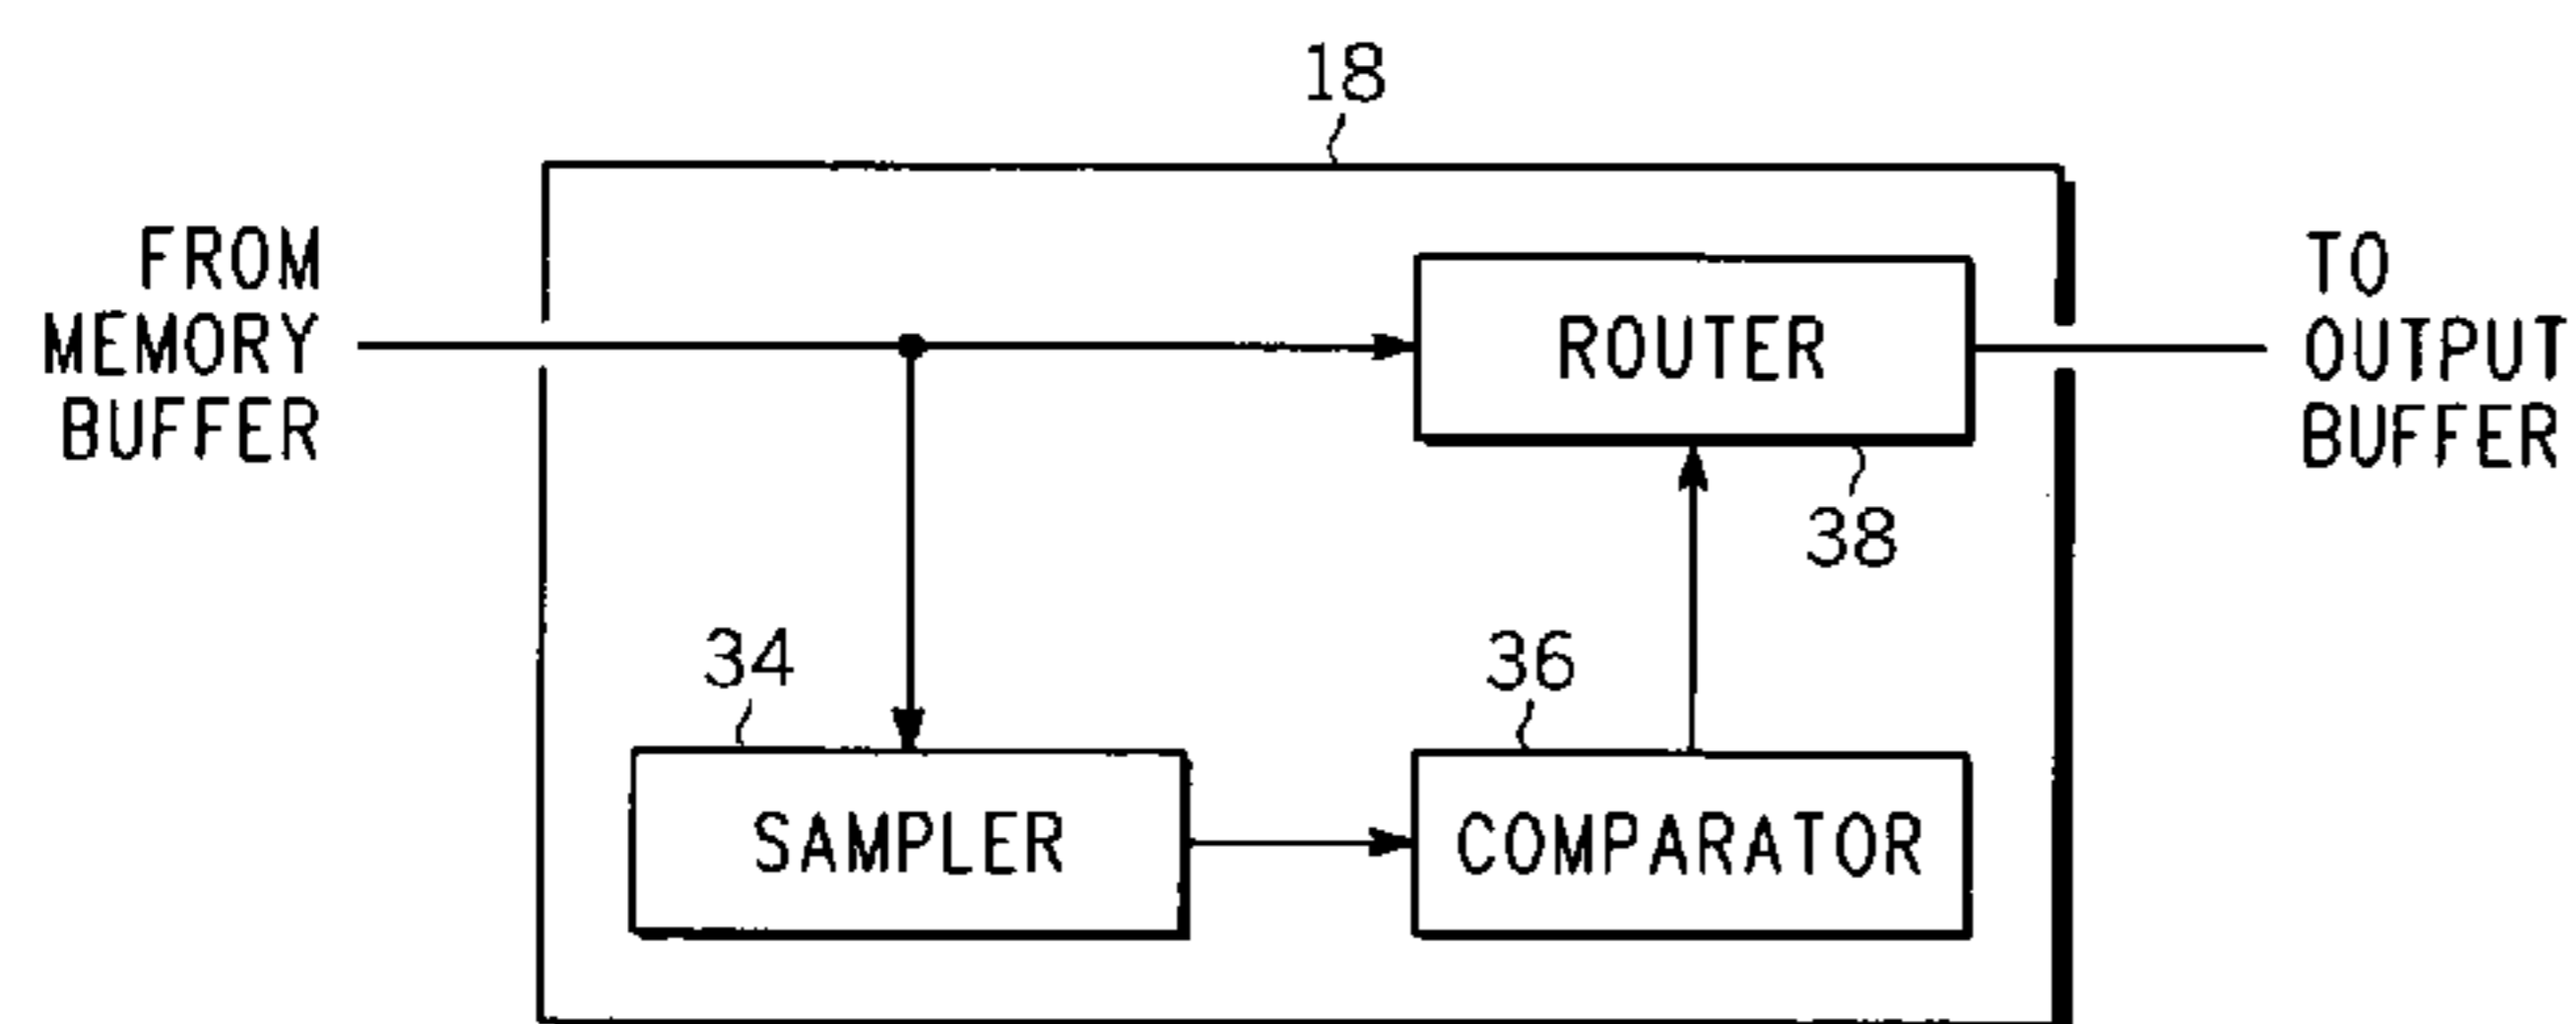 18
FROM
MEMORY
BUFFER
ROUTER
TO
OUTPUT
BUFFER
38
34
36
SAMPLER
COMPARATOR